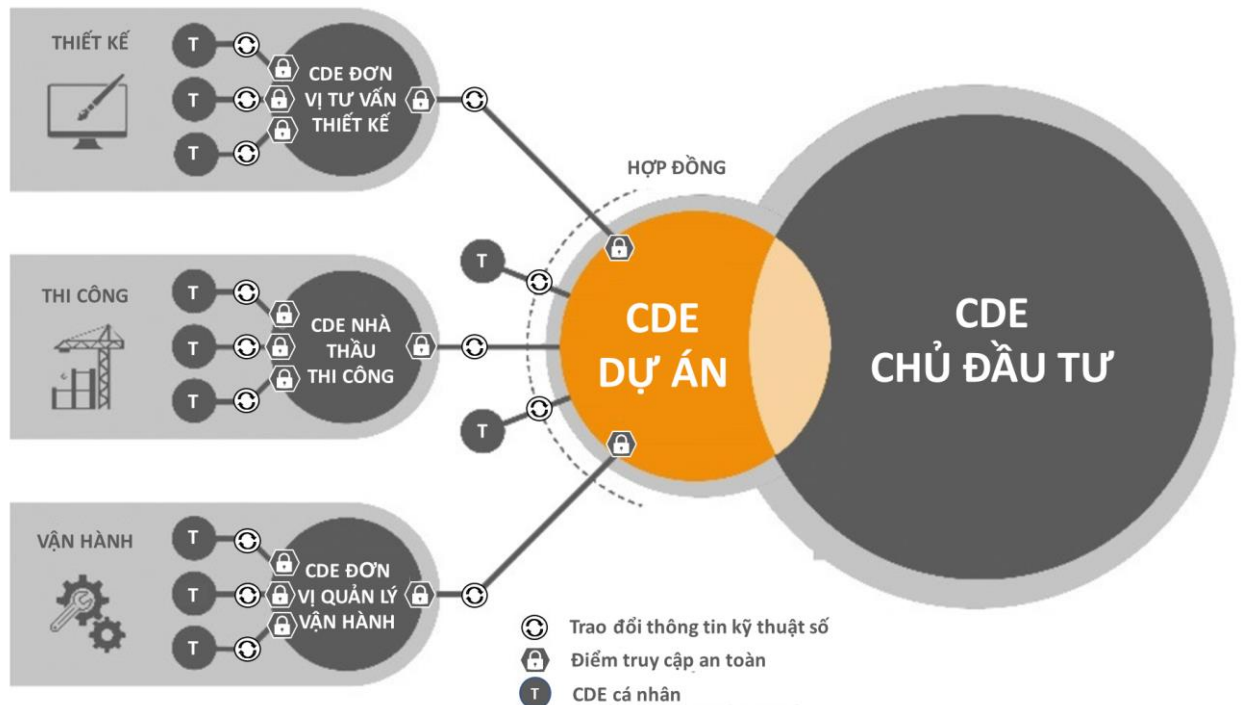 THIẾT KẾ
T
T
T
CDE ĐƠN
VỊ TƯ VẤN
THIẾT KẾ
THI CÔNG
T
T
T
CDE NHÀ
THẦU
THI CÔNG
VẬN HÀNH
T
T
T
CDE ĐƠN
VỊ QUẢN LÝ
VẬN HÀNH
HỢP ĐỒNG
T
T
CDE
DỰ ÁN
CDE
CHỦ ĐẦU TƯ
Trao đổi thông tin kỹ thuật số
Điểm truy cập an toàn
T CDE cá nhân